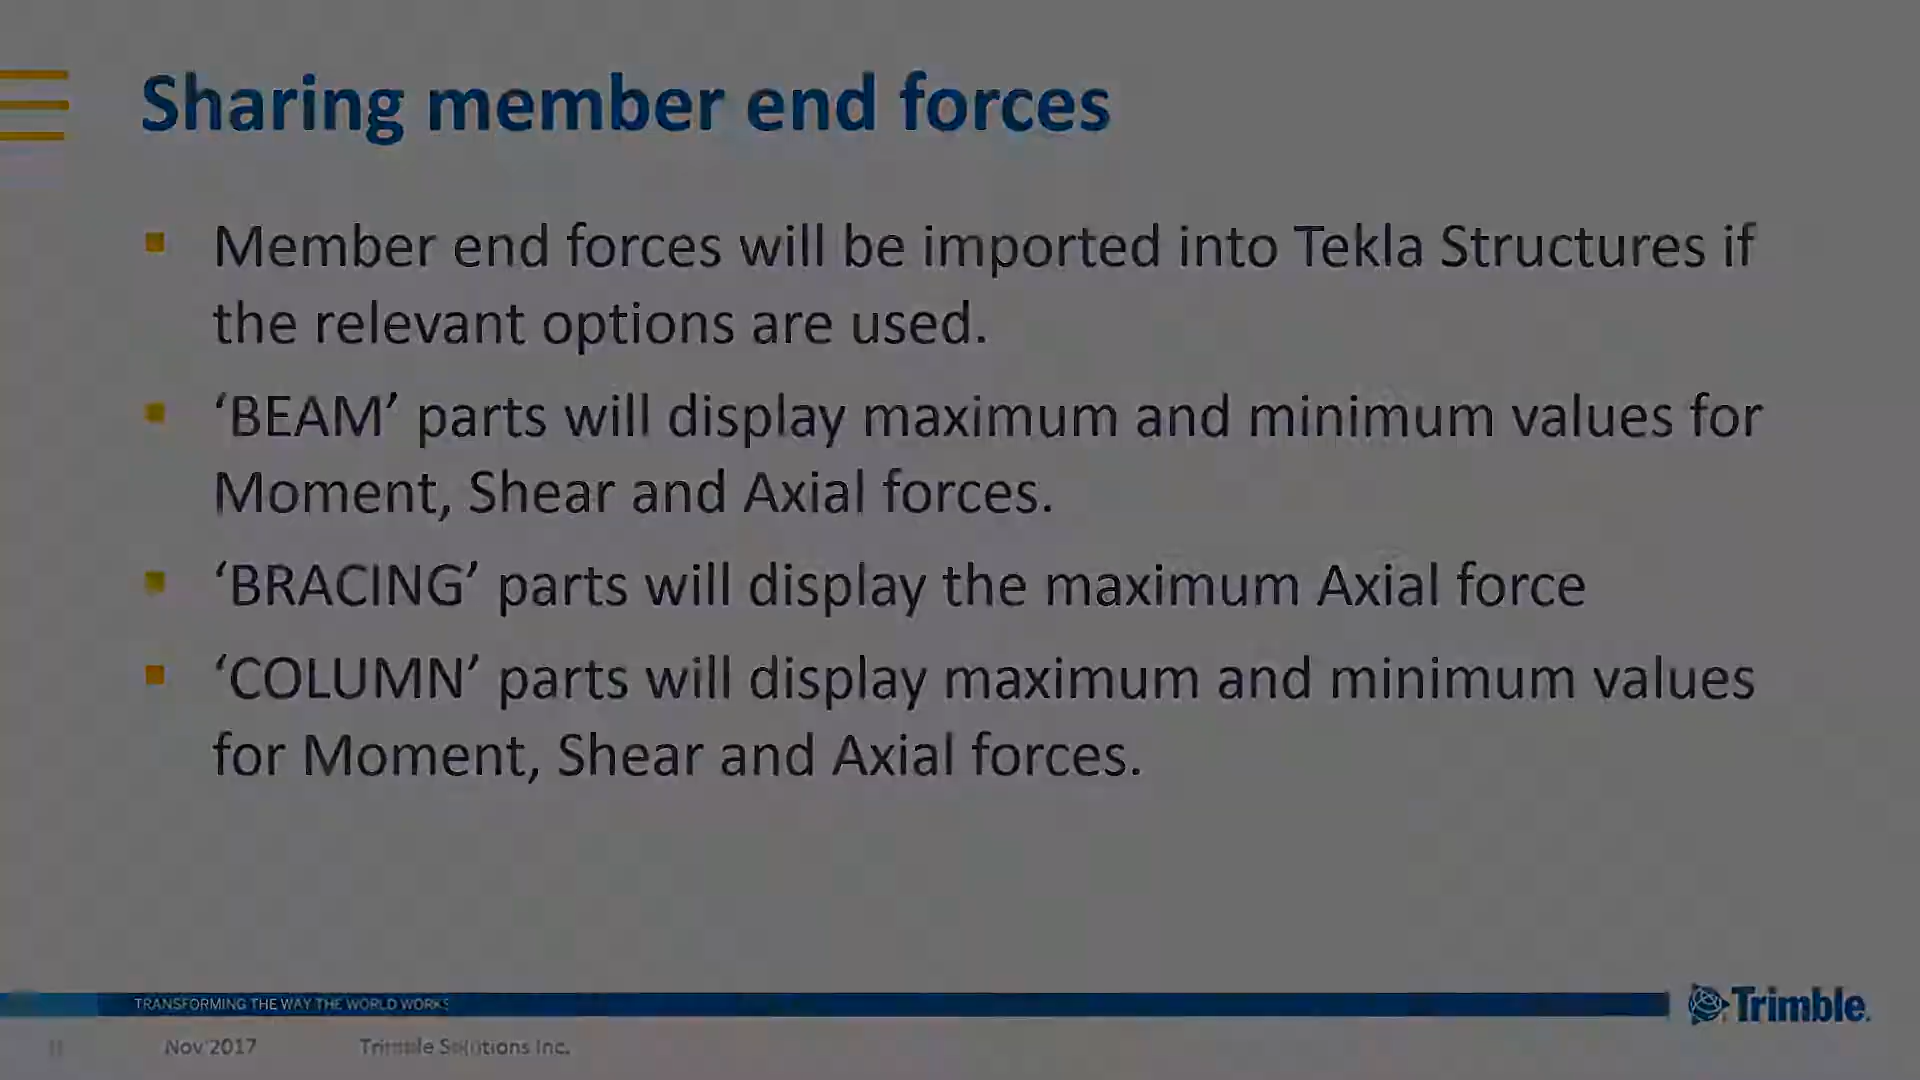 Sharing member end forces
▪ Member end forces will be imported into Tekla Structures if
the relevant options are used.
▪ ‘BEAM’ parts will display maximum and minimum values for
Moment, Shear and Axial forces.
▪ ‘BRACING’ parts will display the maximum Axial force
▪ ‘COLUMN’ parts will display maximum and minimum values
for Moment, Shear and Axial forces.
TRANSFORMING THE WAY THE WORLD WORKS
Trimble.
Nov'2017 Trimble Solutions Inc.